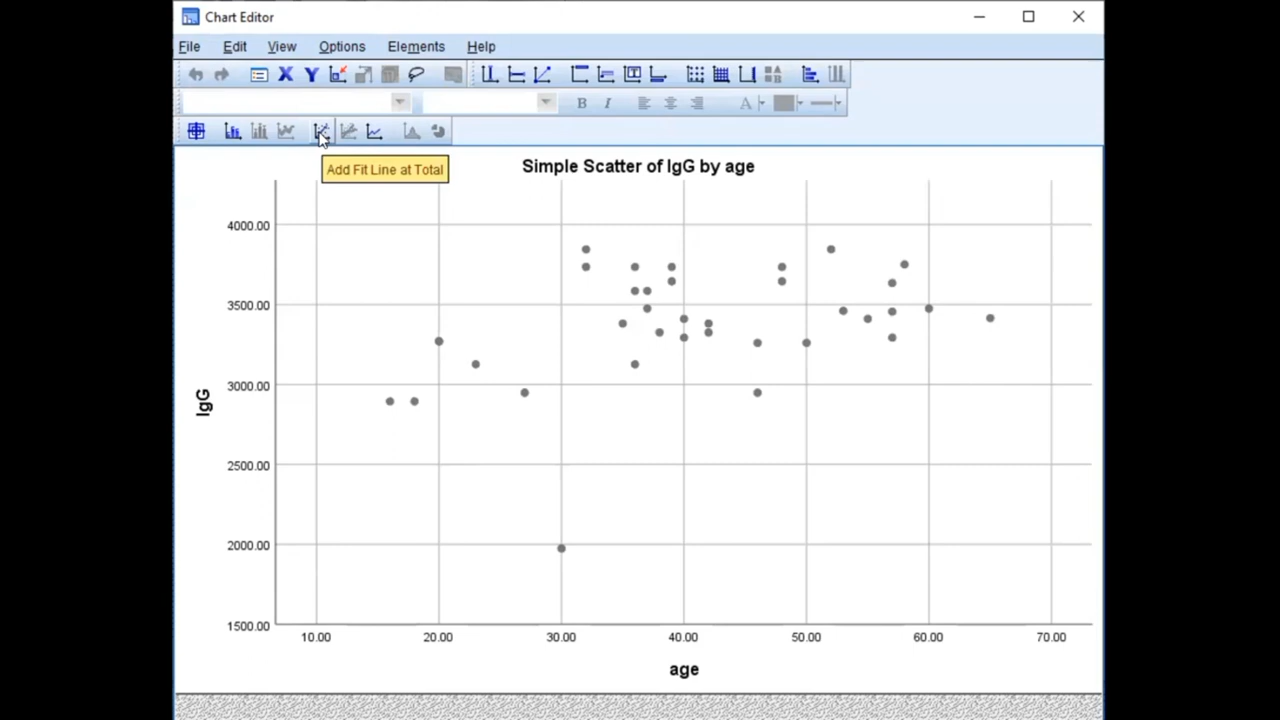 Chart Editor
File Edit View Options Elements Help
X Y
B I A
Add Fit Line at Total
Simple Scatter of IgG by age
4000.00
3500.00
3000.00
2500.00
2000.00
1500.00
IgG
10.00 20.00 30.00 40.00 50.00 60.00 70.00
age